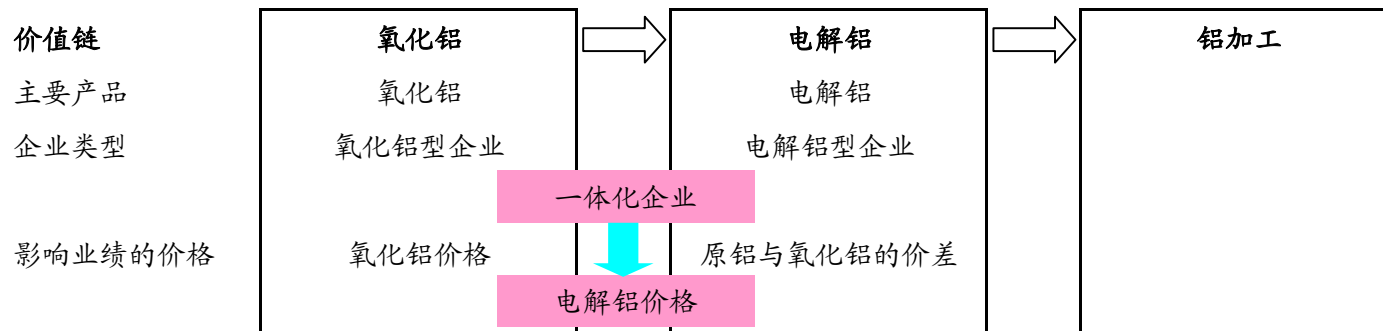 价值链 氧化铝 电解铝 铝加工
主要产品 氧化铝 电解铝
企业类型 氧化铝型企业 电解铝型企业
一体化企业
影响业绩的价格 氧化铝价格 原铝与氧化铝的价差
电解铝价格